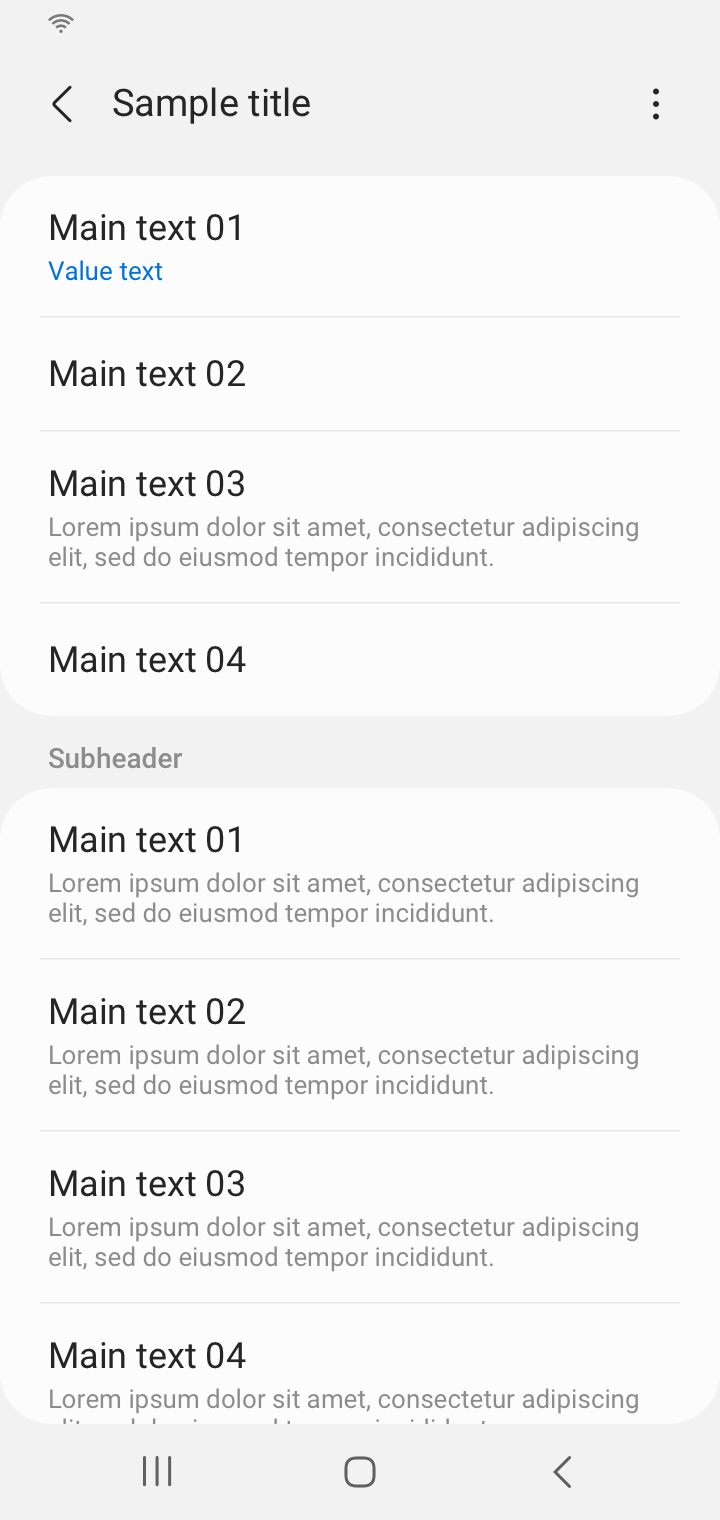 Sample title
Main text 01
Value text
Main text 02
Main text 03
Lorem ipsum dolor sit amet, consectetur adipiscing
elit, sed do eiusmod tempor incididunt.
Main text 04
Subheader
Main text 01
Lorem ipsum dolor sit amet, consectetur adipiscing
elit, sed do eiusmod tempor incididunt.
Main text 02
Lorem ipsum dolor sit amet, consectetur adipiscing
elit, sed do eiusmod tempor incididunt.
Main text 03
Lorem ipsum dolor sit amet, consectetur adipiscing
elit, sed do eiusmod tempor incididunt.
Main text 04
Lorem ipsum dolor sit amet, consectetur adipiscing